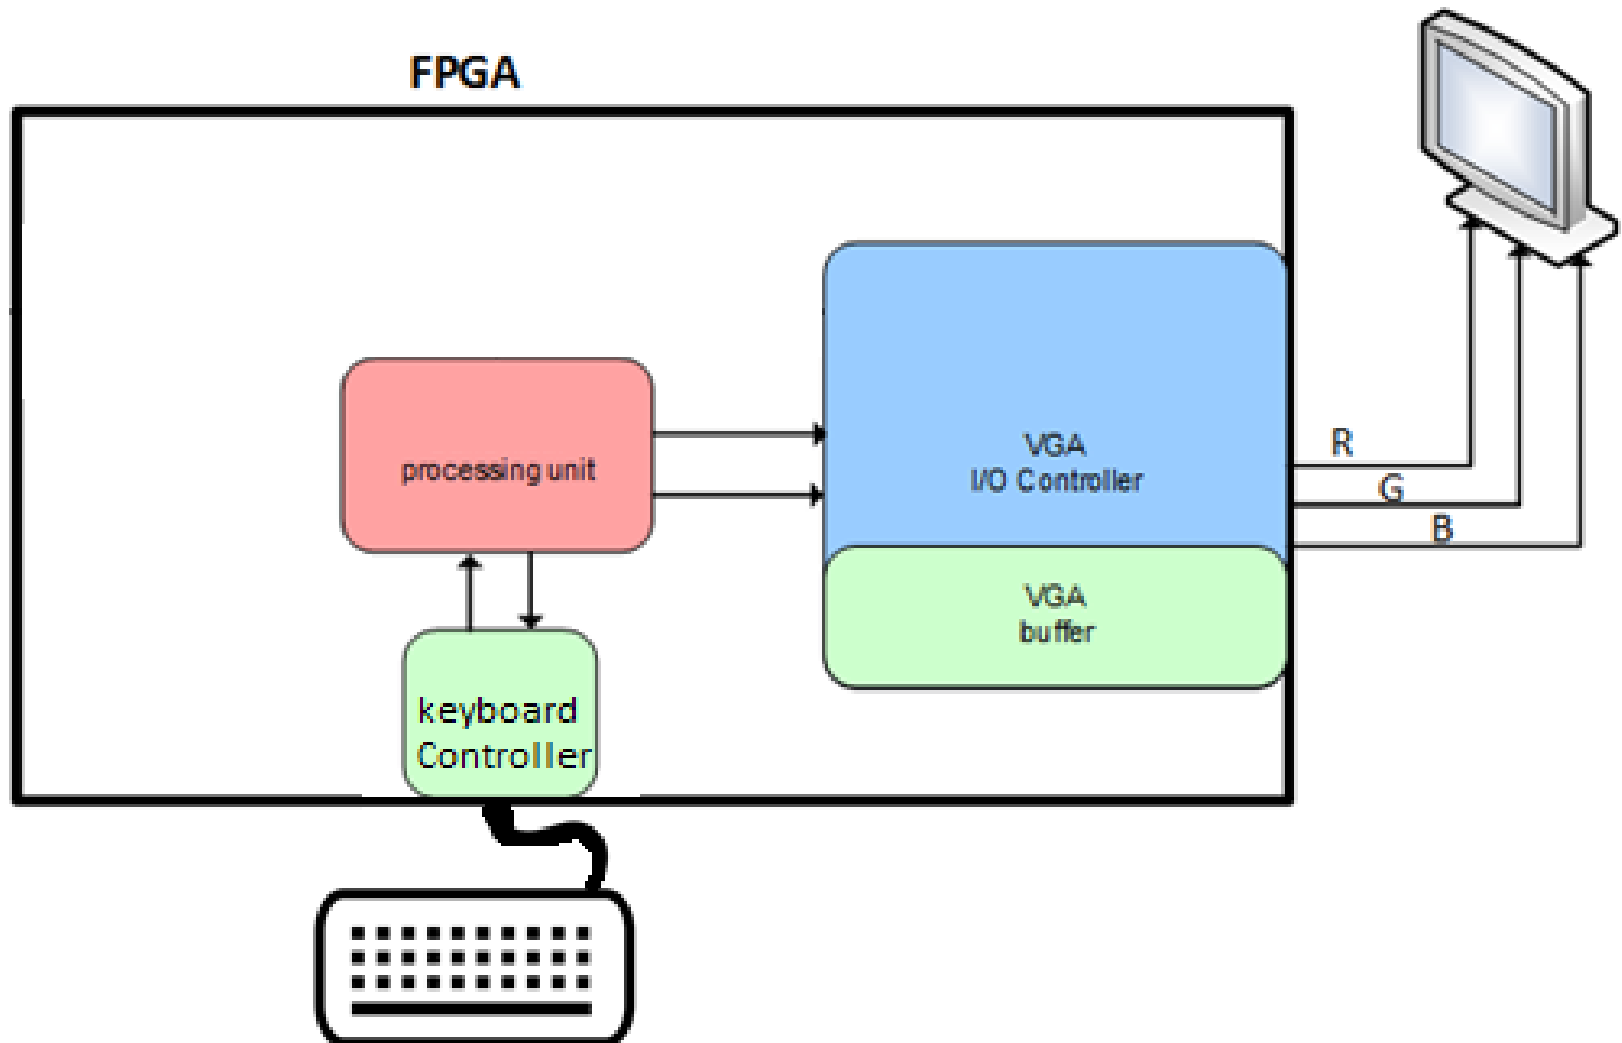 FPGA
processing unit
VGA
I/O Controller
R
G
B
VGA
buffer
keyboard
Controller